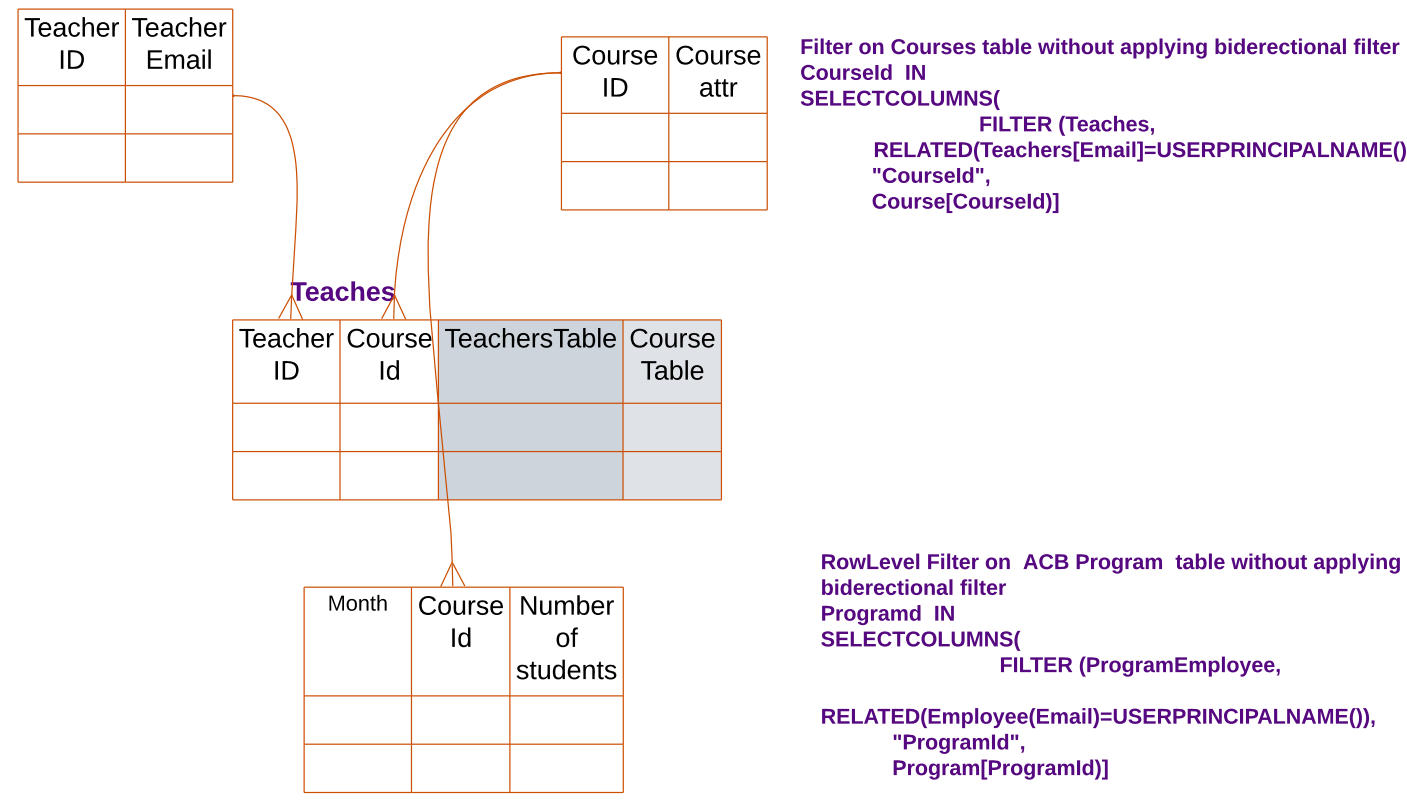 Teacher ID
Teacher Email
Course ID
Course attr
Filter on Courses table without applying biderectional filter
CourseId  IN
SELECTCOLUMNS(
FILTER (Teaches,
RELATED(Teachers[Email]=USERPRINCIPALNAME()
"CourseId",
Course[CourseId)]
Teaches
Teacher ID
Course Id
TeachersTable
Course Table
Month
Course Id
Number of students
RowLevel Filter on  ACB Program  table without applying
biderectional filter
Programd  IN
SELECTCOLUMNS(
FILTER (ProgramEmployee,
RELATED(Employee(Email)=USERPRINCIPALNAME()),
"ProgramId",
Program[ProgramId)]